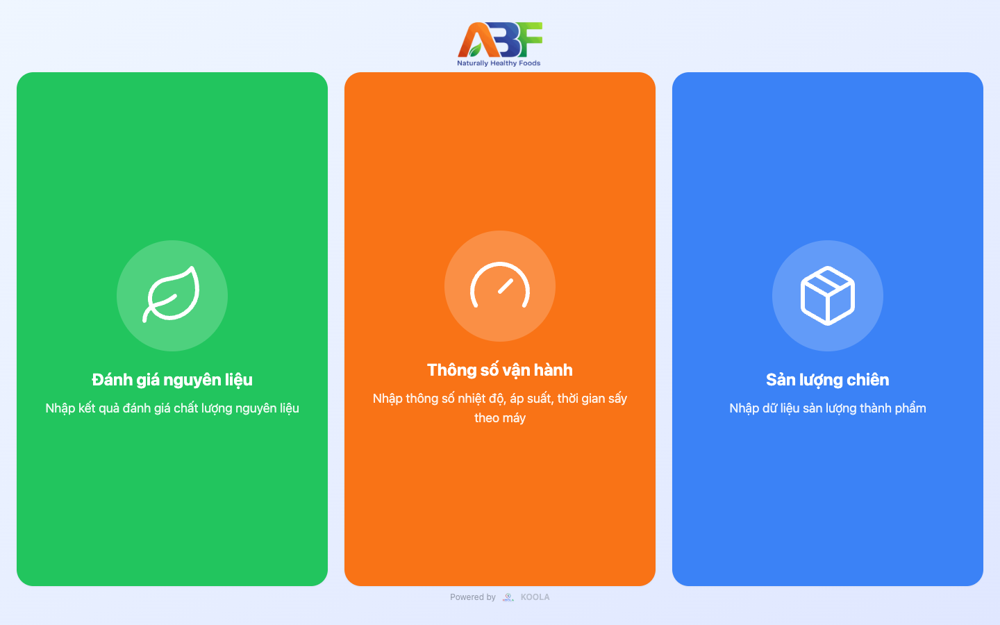 ABF
Naturally Healthy Foods
Đánh giá nguyên liệu
Nhập kết quả đánh giá chất lượng nguyên liệu
Thông số vận hành
Nhập thông số nhiệt độ, áp suất, thời gian sấy
theo máy
Sản lượng chiên
Nhập dữ liệu sản lượng thành phẩm
Powered by KOOLA KOOLA